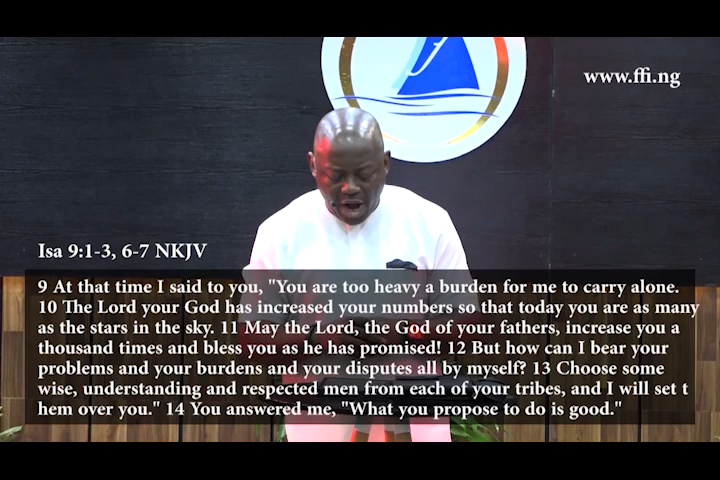 www.ffi.ng
Isa 9:1-3, 6-7 NKJV
9 At that time I said to you, "You are too heavy a burden for me to carry alone.
10 The Lord your God has increased your numbers so that today you are as many
as the stars in the sky. 11 May the Lord, the God of your fathers, increase you a
thousand times and bless you as he has promised! 12 But how can I bear your
problems and your burdens and your disputes all by myself? 13 Choose some
wise, understanding and respected men from each of your tribes, and I will set t
hem over you." 14 You answered me, "What you propose to do is good."